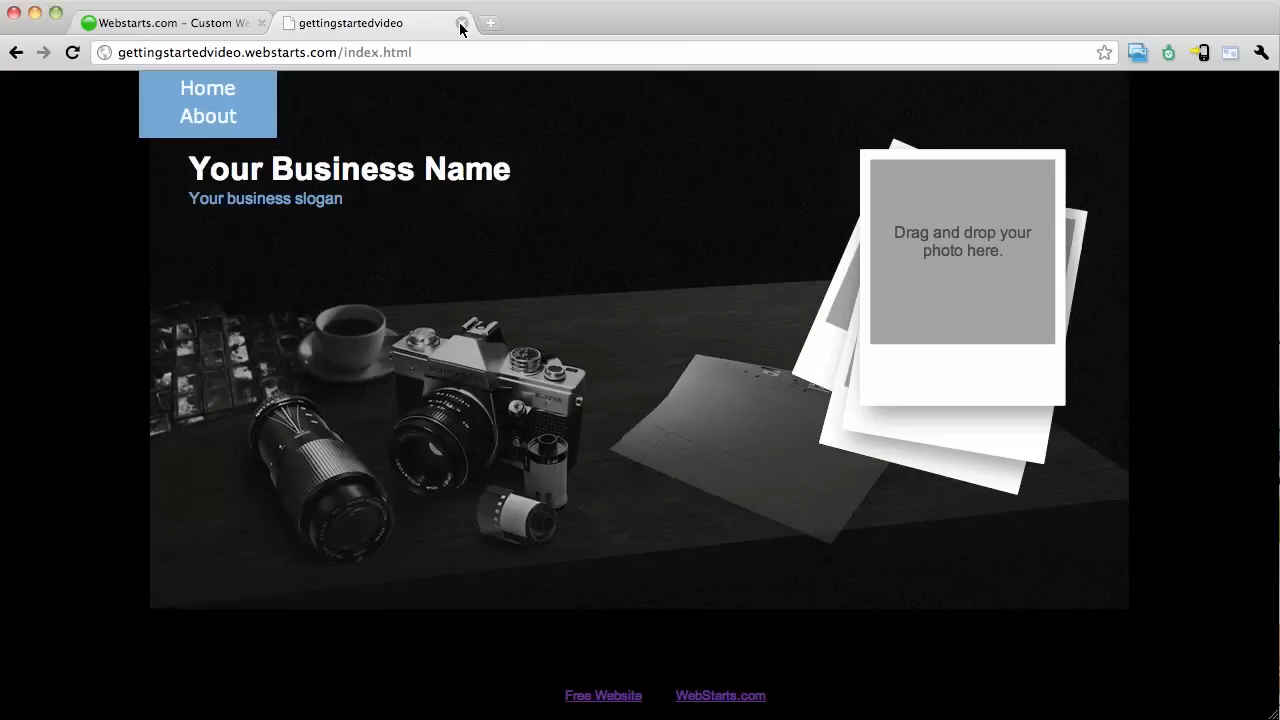 Webstarts.com – Custom We
gettingstartedvideo
gettingstartedvideo.webstarts.com/index.html
Home
About
Your Business Name
Your business slogan
Drag and drop your
photo here.
Free Website
WebStarts.com